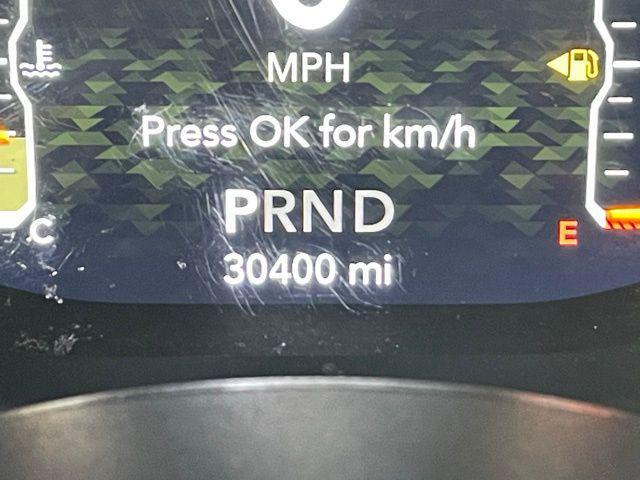 MPH
Press OK for km/h
PRND
C
E
30400 mi